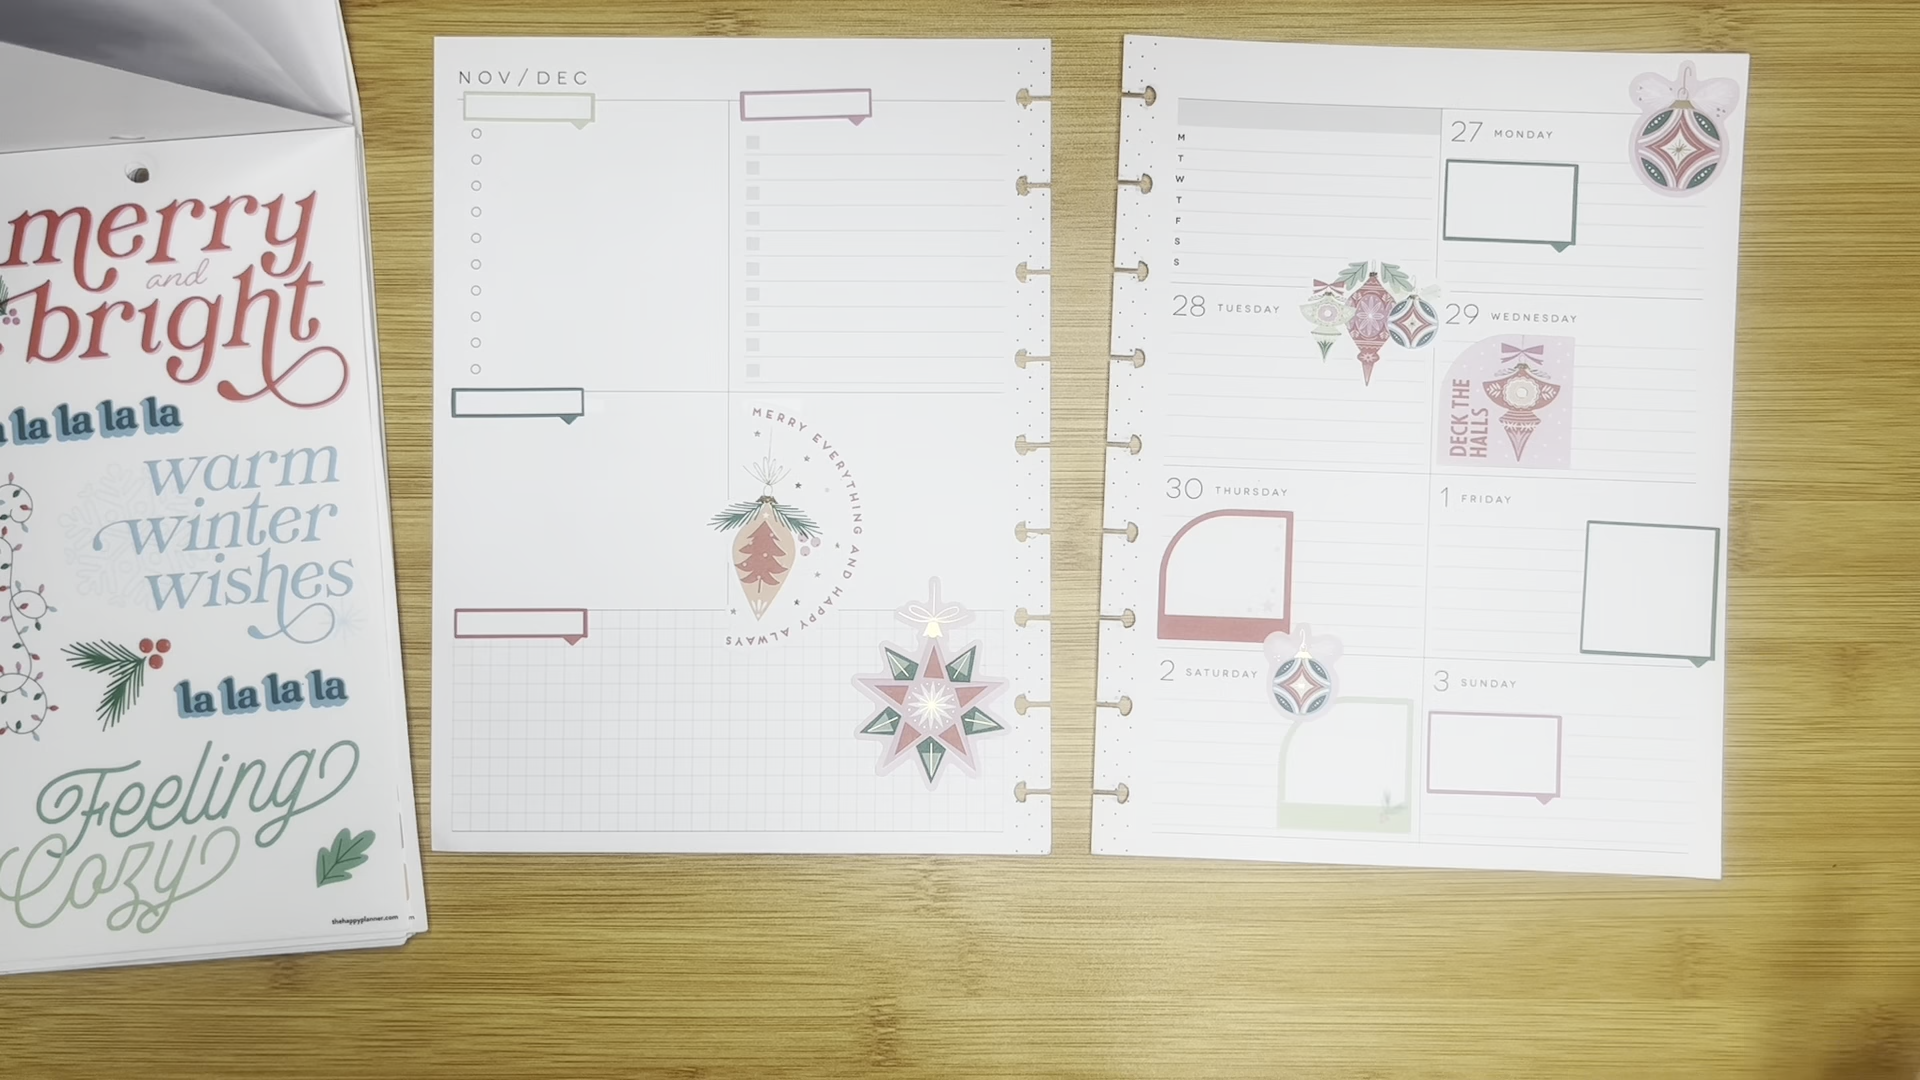 merry
and
bright
la la la la
warm
winter
wishes
la la la la
Feeling
Cozy
thehappyplanner.com
NOV/DEC
MERRY EVERYTHING AND HAPPY ALWAYS
M
T
W
T
F
S
S
27 MONDAY
28 TUESDAY
29 WEDNESDAY
DECK THE
HALLS
30 THURSDAY
1 FRIDAY
2 SATURDAY
3 SUNDAY